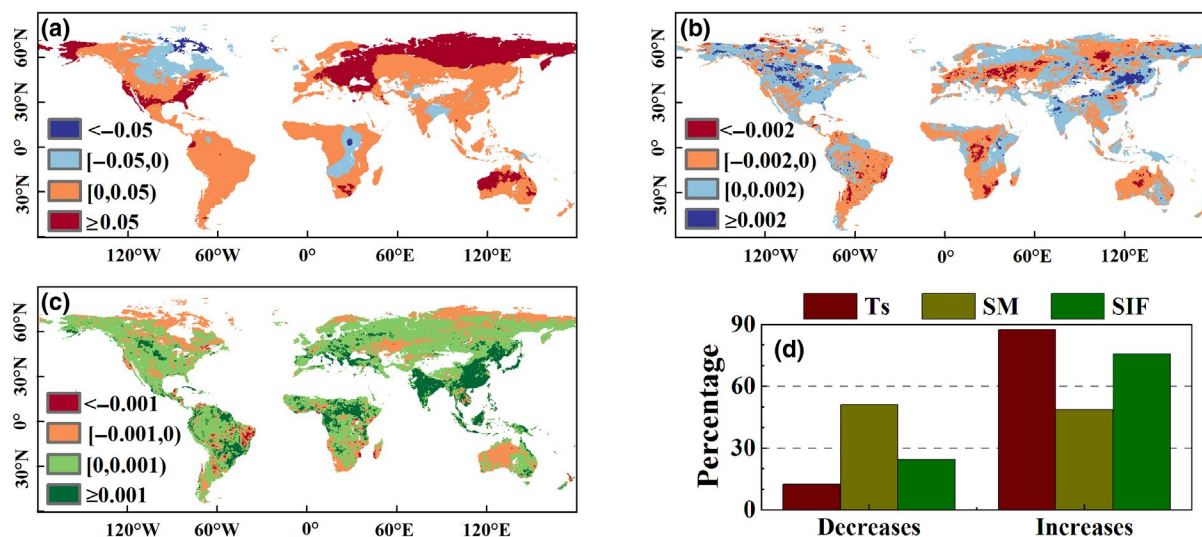 (a)
60°N
30°N
0°
30°N
<−0.05
[−0.05,0)
[0,0.05)
≥0.05
120°W 60°W 0° 60°E 120°E
(b)
60°N
30°N
0°
30°N
<−0.002
[−0.002,0)
[0,0.002)
≥0.002
120°W 60°W 0° 60°E 120°E
(c)
60°N
30°N
0°
30°N
<−0.001
[−0.001,0)
[0,0.001)
≥0.001
120°W 60°W 0° 60°E 120°E
Ts SM SIF
(d)
Percentage
90
60
30
0
Decreases Increases